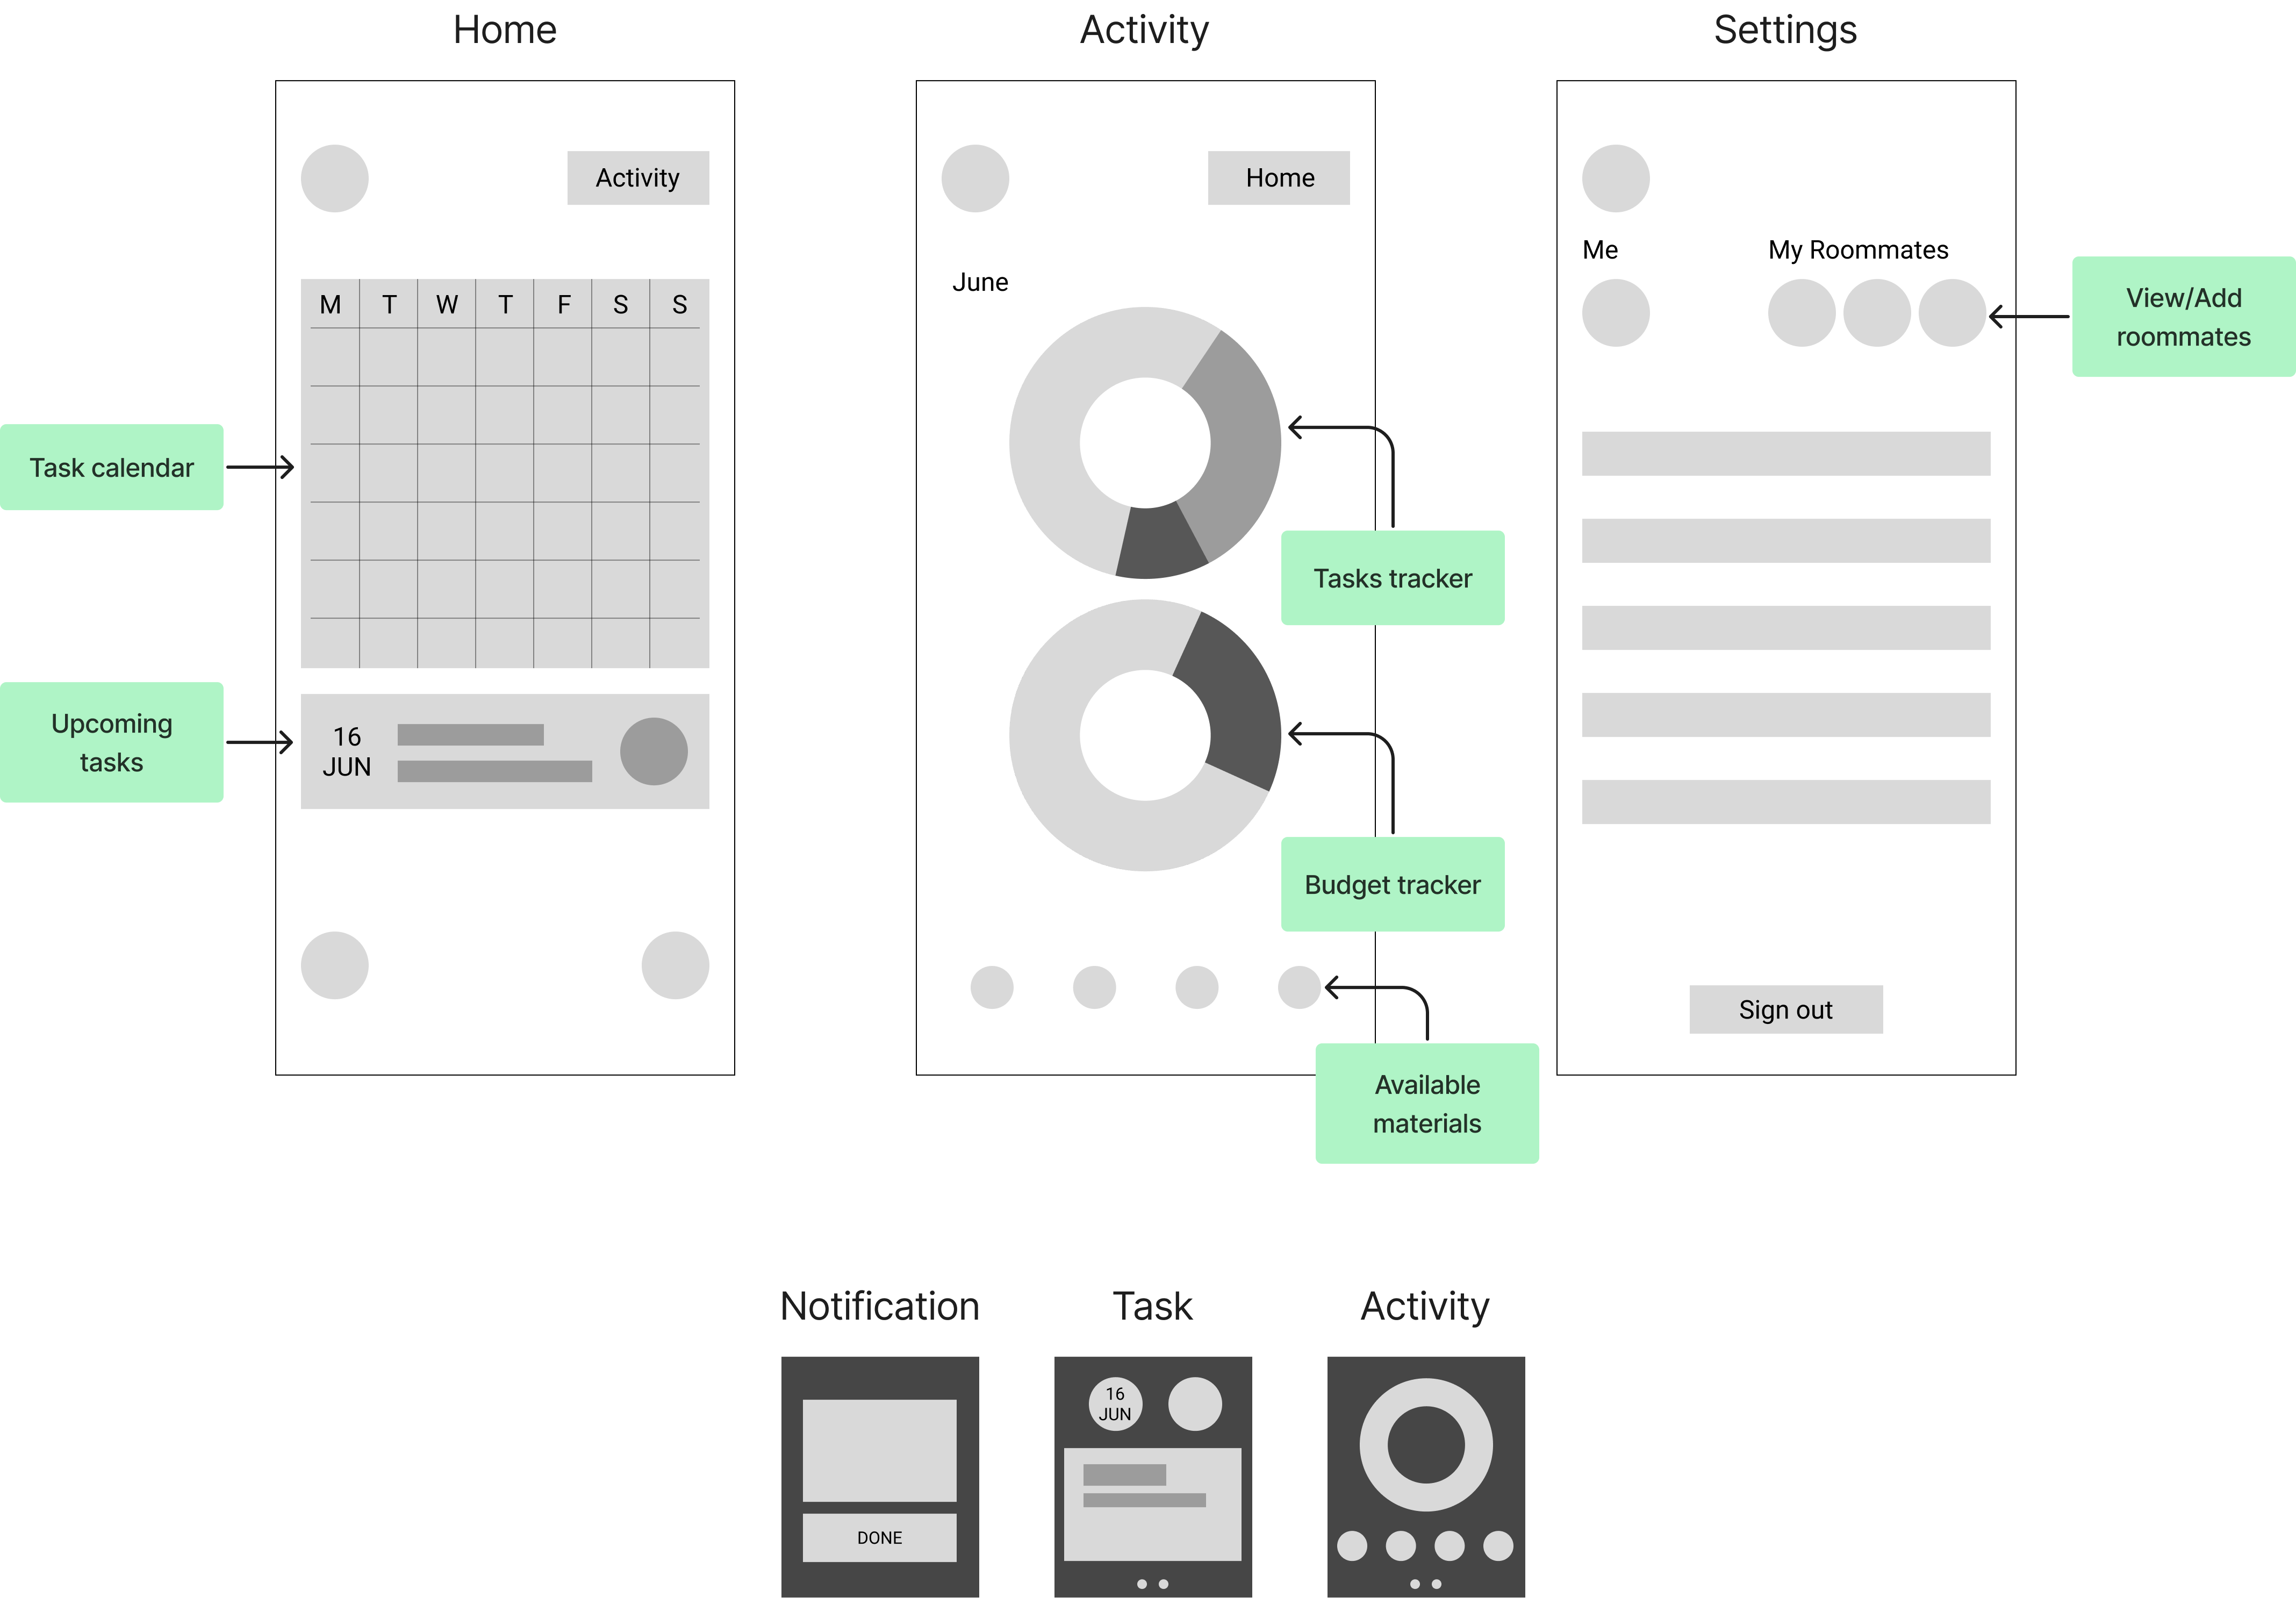 Home
Activity
Settings
Activity
Home
Me
My Roommates
View/Add
roommates
June
M T W T F S S
Task calendar
Tasks tracker
Upcoming
tasks
16
JUN
Budget tracker
Sign out
Available
materials
Notification
Task
Activity
16
JUN
DONE